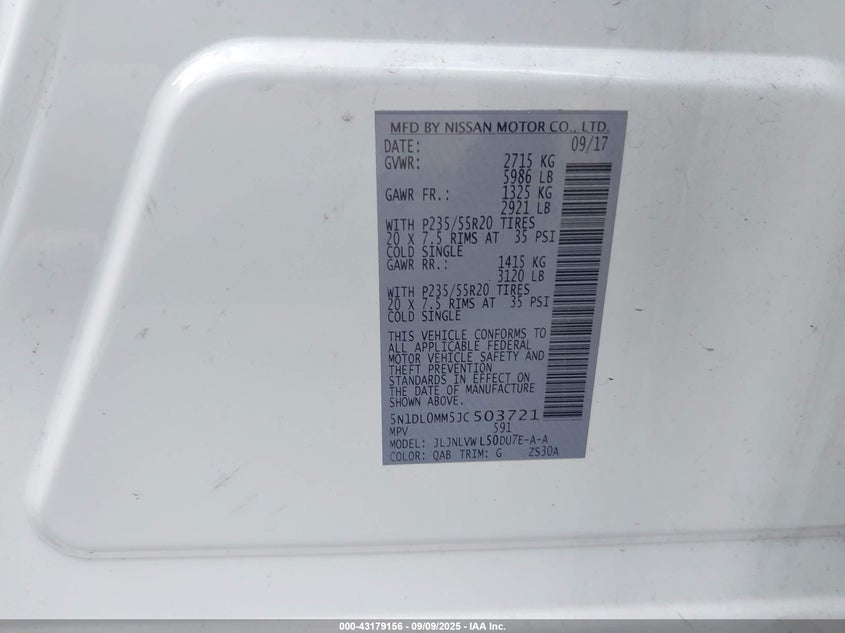 MFD BY NISSAN MOTOR CO., LTD.
DATE: 09/17
GVWR: 2715 KG
5986 LB
GAWR FR.: 1325 KG
2921 LB
WITH P235/55R20 TIRES
20 X 7.5 RIMS AT 35 PSI
COLD SINGLE
GAWR RR.: 1415 KG
3120 LB
WITH P235/55R20 TIRES
20 X 7.5 RIMS AT 35 PSI
COLD SINGLE
THIS VEHICLE CONFORMS TO
ALL APPLICABLE FEDERAL
MOTOR VEHICLE SAFETY AND
THEFT PREVENTION
STANDARDS IN EFFECT ON
THE DATE OF MANUFACTURE
SHOWN ABOVE.
5N1DL0MM5JC503721
MPV 591
MODEL: JLJNLVWL50DU7E-A-A
COLOR: QAB TRIM: G ZS30A
000-43179156 - 09/09/2025 - IAA Inc.